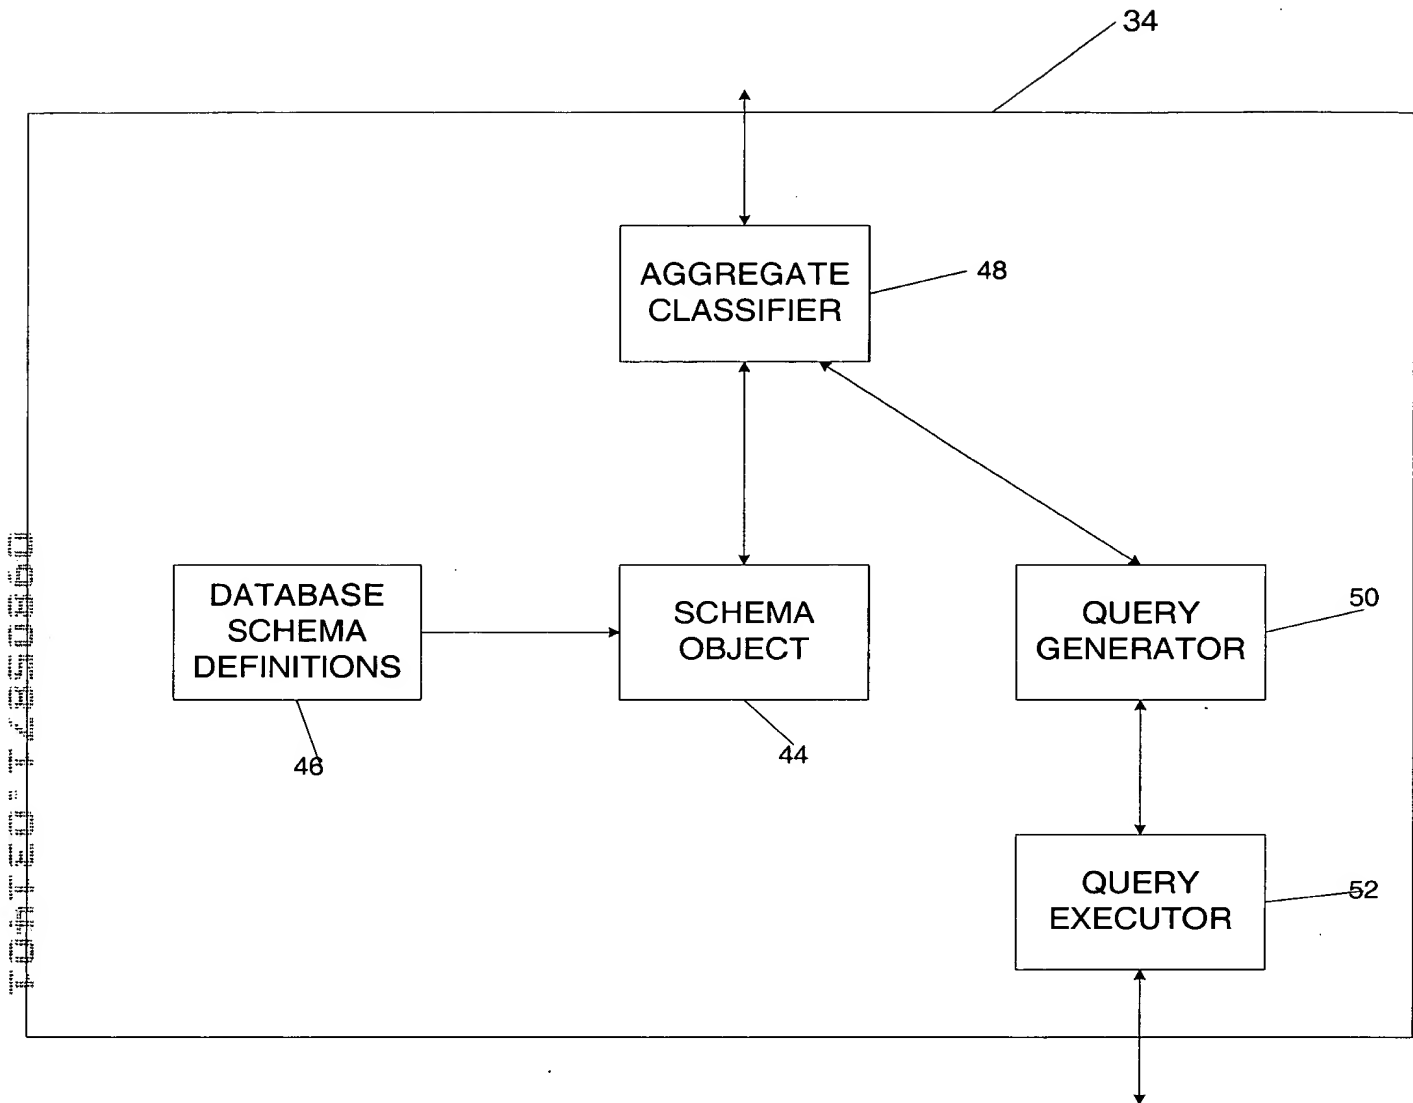 34
AGGREGATE
CLASSIFIER
48
DATABASE
SCHEMA
DEFINITIONS
46
SCHEMA
OBJECT
44
QUERY
GENERATOR
50
QUERY
EXECUTOR
52